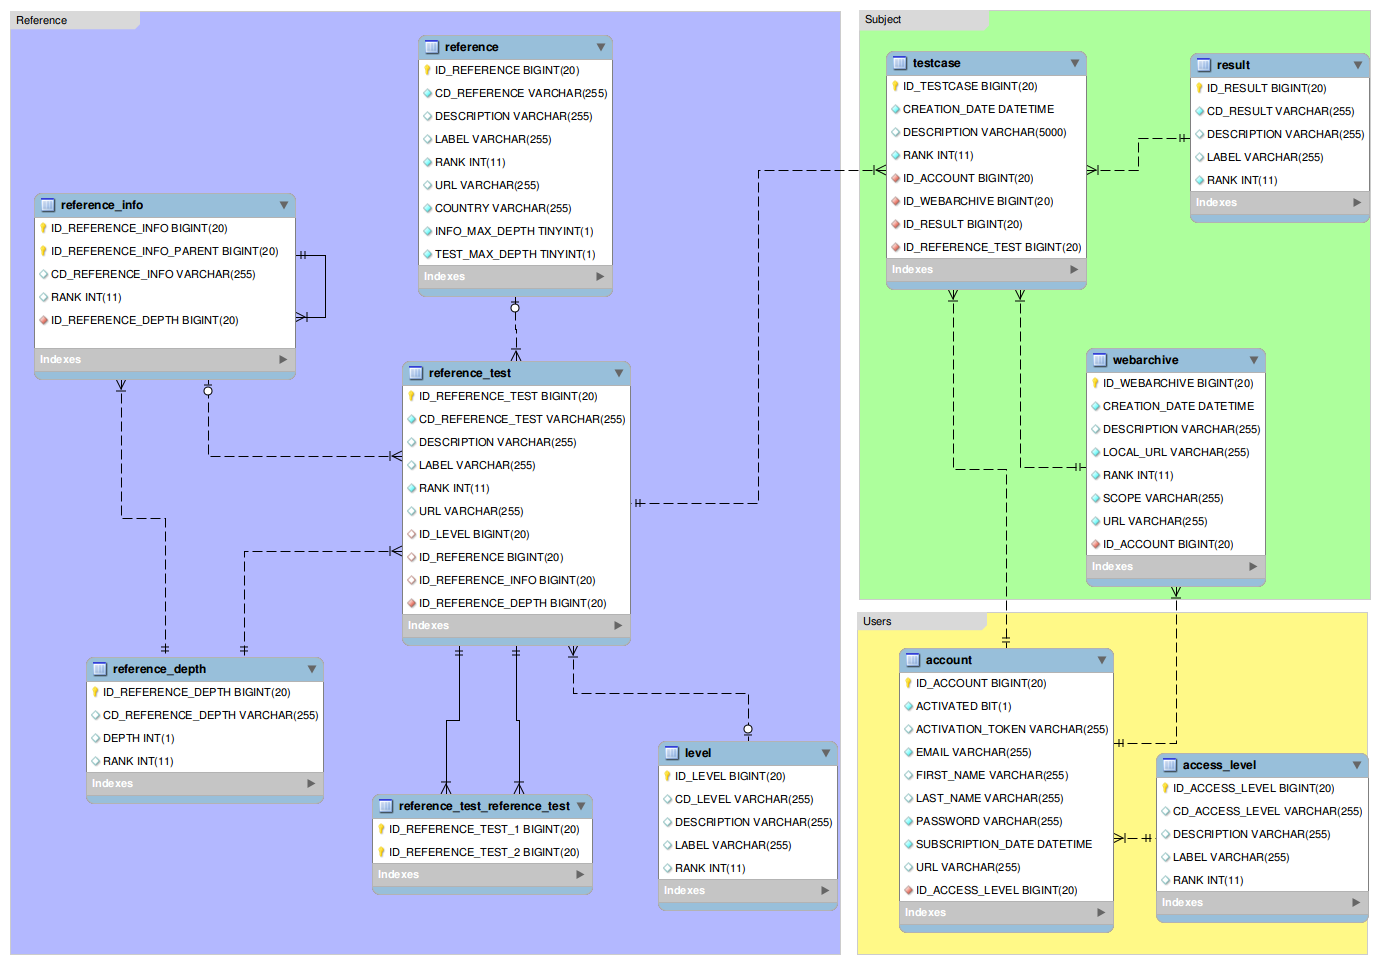 Reference
reference
ID_REFERENCE BIGINT(20)
CD_REFERENCE VARCHAR(255)
DESCRIPTION VARCHAR(255)
LABEL VARCHAR(255)
RANK INT(11)
URL VARCHAR(255)
COUNTRY VARCHAR(255)
INFO_MAX_DEPTH TINYINT(1)
TEST_MAX_DEPTH TINYINT(1)
Indexes
reference_info
ID_REFERENCE_INFO BIGINT(20)
ID_REFERENCE_INFO_PARENT BIGINT(20)
CD_REFERENCE_INFO VARCHAR(255)
RANK INT(11)
ID_REFERENCE_DEPTH BIGINT(20)
Indexes
reference_test
ID_REFERENCE_TEST BIGINT(20)
CD_REFERENCE_TEST VARCHAR(255)
DESCRIPTION VARCHAR(255)
LABEL VARCHAR(255)
RANK INT(11)
URL VARCHAR(255)
ID_LEVEL BIGINT(20)
ID_REFERENCE BIGINT(20)
ID_REFERENCE_INFO BIGINT(20)
ID_REFERENCE_DEPTH BIGINT(20)
Indexes
reference_depth
ID_REFERENCE_DEPTH BIGINT(20)
CD_REFERENCE_DEPTH VARCHAR(255)
DEPTH INT(1)
RANK INT(11)
Indexes
reference_test_reference_test
ID_REFERENCE_TEST_1 BIGINT(20)
ID_REFERENCE_TEST_2 BIGINT(20)
Indexes
level
ID_LEVEL BIGINT(20)
CD_LEVEL VARCHAR(255)
DESCRIPTION VARCHAR(255)
LABEL VARCHAR(255)
RANK INT(11)
Indexes
Subject
testcase
ID_TESTCASE BIGINT(20)
CREATION_DATE DATETIME
DESCRIPTION VARCHAR(5000)
RANK INT(11)
ID_ACCOUNT BIGINT(20)
ID_WEBARCHIVE BIGINT(20)
ID_RESULT BIGINT(20)
ID_REFERENCE_TEST BIGINT(20)
Indexes
result
ID_RESULT BIGINT(20)
CD_RESULT VARCHAR(255)
DESCRIPTION VARCHAR(255)
LABEL VARCHAR(255)
RANK INT(11)
Indexes
webarchive
ID_WEBARCHIVE BIGINT(20)
CREATION_DATE DATETIME
DESCRIPTION VARCHAR(255)
LOCAL_URL VARCHAR(255)
RANK INT(11)
SCOPE VARCHAR(255)
URL VARCHAR(255)
ID_ACCOUNT BIGINT(20)
Indexes
Users
account
ID_ACCOUNT BIGINT(20)
ACTIVATED BIT(1)
ACTIVATION_TOKEN VARCHAR(255)
EMAIL VARCHAR(255)
FIRST_NAME VARCHAR(255)
LAST_NAME VARCHAR(255)
PASSWORD VARCHAR(255)
SUBSCRIPTION_DATE DATETIME
URL VARCHAR(255)
ID_ACCESS_LEVEL BIGINT(20)
Indexes
access_level
ID_ACCESS_LEVEL BIGINT(20)
CD_ACCESS_LEVEL VARCHAR(255)
DESCRIPTION VARCHAR(255)
LABEL VARCHAR(255)
RANK INT(11)
Indexes